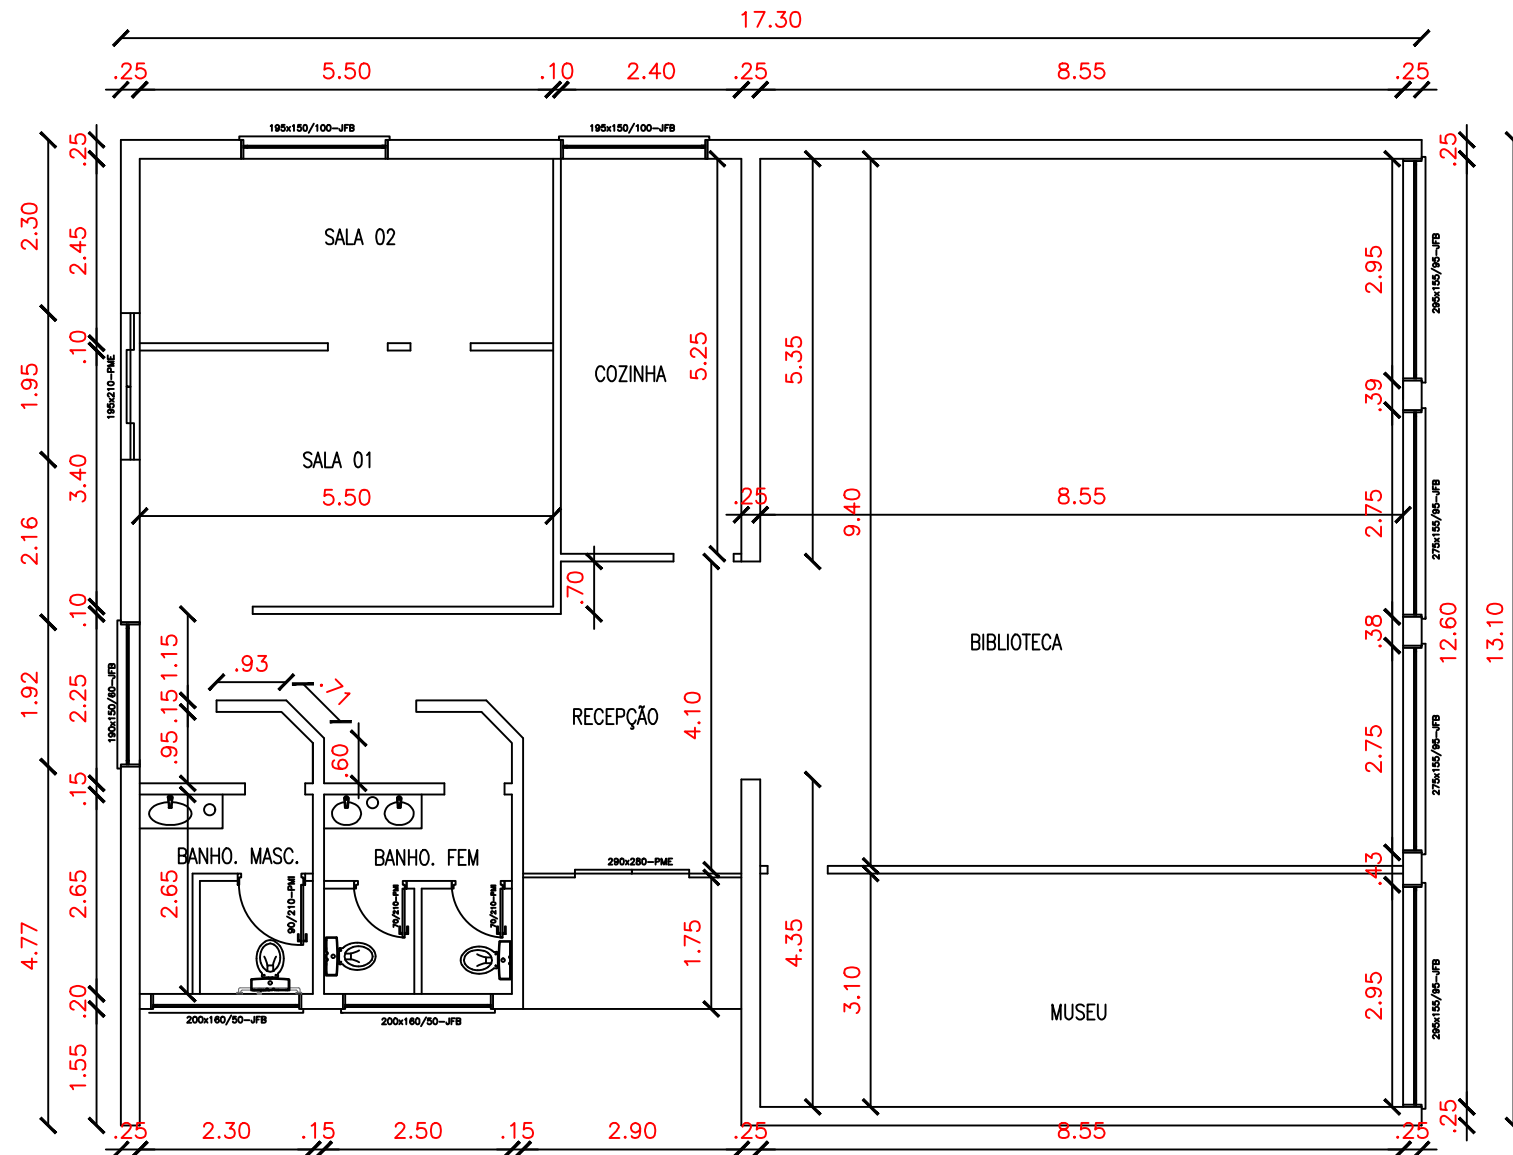 17.30
.25 5.50 .10 2.40 .25 8.55 .25
195x150/100-JFB 195x150/100-JFB
.25 .25
2.30 2.45 SALA 02 2.95 295x155/95-JFB
.10 195x210-PME
1.95 COZINHA 5.25 5.35 .39
3.40 SALA 01
5.50 .25 8.55
2.16 9.40 2.75 275x155/95-JFB
.10 .70
.38 12.60 13.10
BIBLIOTECA
1.15 .93 .71
1.92 190x150/60-JFB 2.25 .15 RECEPÇÃO 4.10
.95 .60 2.75 275x155/95-JFB
.15
BANHO. MASC. BANHO. FEM 290x280-PME
.43
2.65 2.65 90/210-PMI 70/210-PMI 70/210-PMI
4.77 1.75 4.35 3.10 2.95 295x155/95-JFB
.20 200x160/50-JFB 200x160/50-JFB MUSEU
1.55
.25 2.30 .15 2.50 .15 2.90 .25 8.55 .25 .25